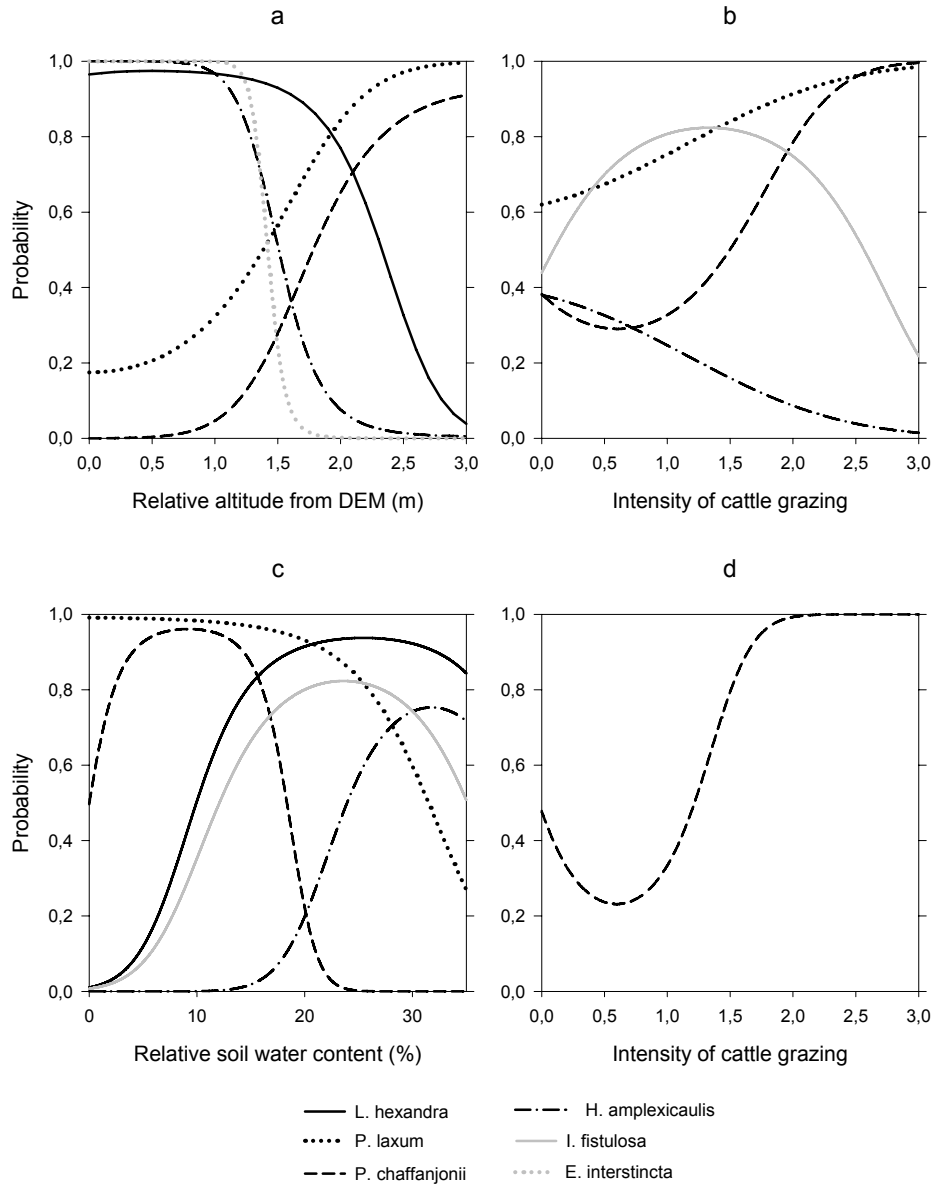 a
b
1,0
0,8
0,6
0,4
0,2
0,0
Probability
0,0 0,5 1,0 1,5 2,0 2,5 3,0
Relative altitude from DEM (m)
1,0
0,8
0,6
0,4
0,2
0,0
0,0 0,5 1,0 1,5 2,0 2,5 3,0
Intensity of cattle grazing
c
d
1,0
0,8
0,6
0,4
0,2
0,0
Probability
0 10 20 30
Relative soil water content (%)
1,0
0,8
0,6
0,4
0,2
0,0
0,0 0,5 1,0 1,5 2,0 2,5 3,0
Intensity of cattle grazing
L. hexandra
P. laxum
P. chaffanjonii
H. amplexicaulis
I. fistulosa
E. interstincta